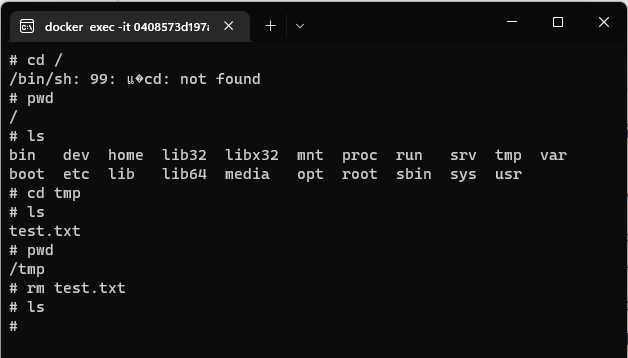 docker exec -it 0408573d197a
# cd /
/bin/sh: 99: แ�cd: not found
# pwd
/
# ls
bin dev home lib32 libx32 mnt proc run srv tmp var
boot etc lib lib64 media opt root sbin sys usr
# cd tmp
# ls
test.txt
# pwd
/tmp
# rm test.txt
# ls
#